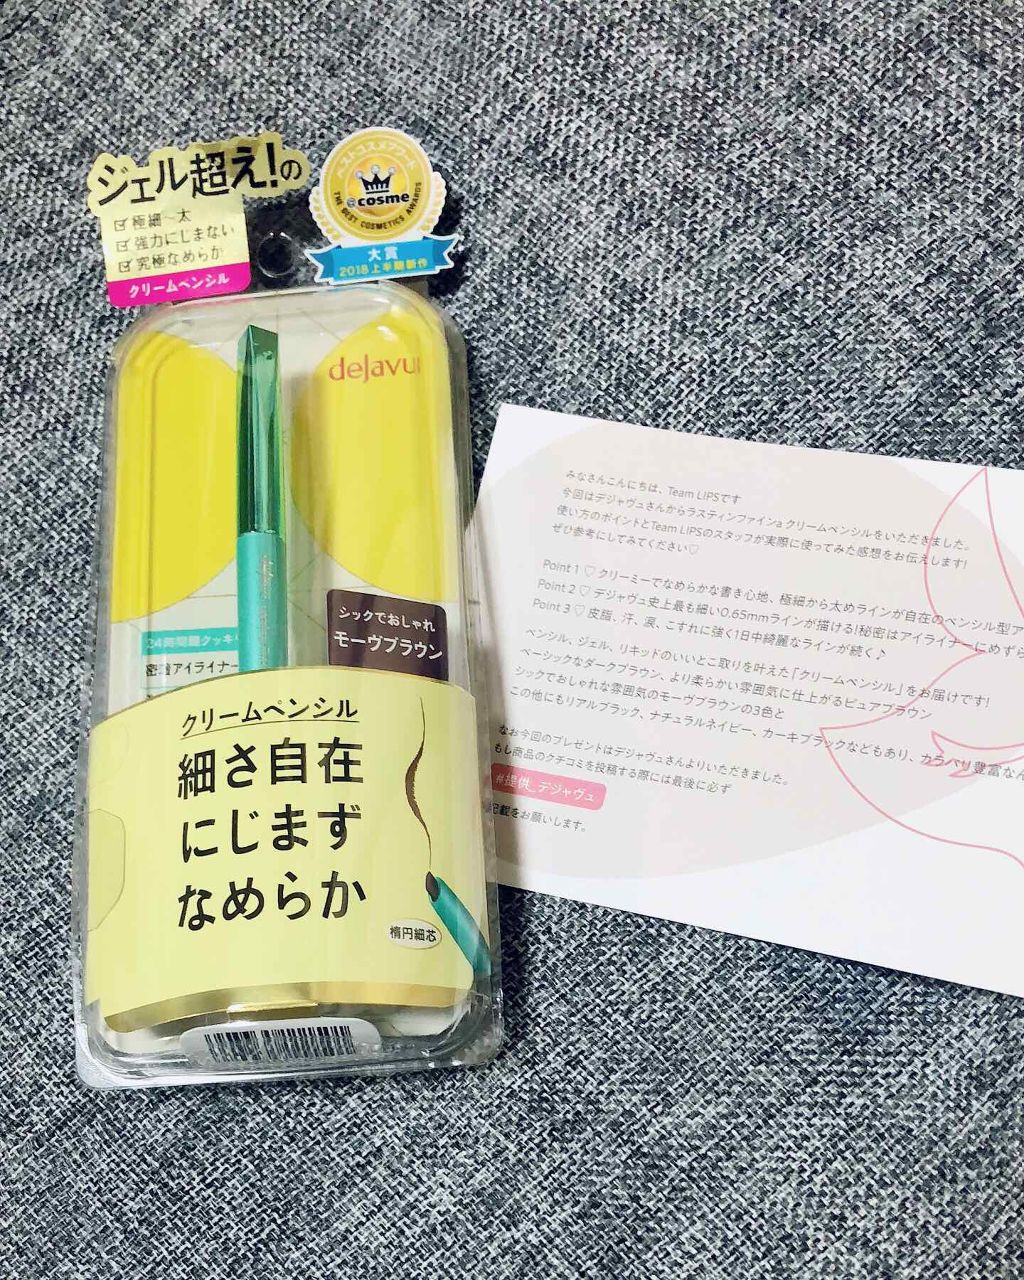 ジェル超え!の
極細〜太
強力にじまない
究極なめらか
クリームペンシル
ベストコスメアワード
@cosme
THE BEST COSMETICS AWARDS
大賞
2018上半期新作
dejavu
シックでおしゃれ
モーヴブラウン
24時間クッキリ
密着アイライナー
クリームペンシル
細さ自在
にじまず
なめらか
楕円細芯
みなさんこんにちは、Team LIPSです
今回はデジャヴュさんからラスティンファインa クリームペンシルをいただきました。
使い方のポイントとTeam LIPSのスタッフが実際に使ってみた感想をお伝えします!
ぜひ参考にしてみてください♡
Point 1 ♡ クリーミーでなめらかな書き心地、極細から太めラインが自在のペンシル型ア
Point 2 ♡ デジャヴュ史上最も細い0.65mmラインが描ける!秘密はアイライナーにめずら
Point 3 ♡ 皮脂、汗、涙、こすれに強く1日中綺麗なラインが続く♪
ペンシル、ジェル、リキッドのいいとこ取りを叶えた「クリームペンシル」をお届けです!
ベーシックなダークブラウン、より柔らかい雰囲気に仕上がるピュアブラウン
シックでおしゃれな雰囲気のモーヴブラウンの3色と
この他にもリアルブラック、ナチュラルネイビー、カーキブラックなどもあり、カラバリ豊富なん
なお今回のプレゼントはデジャヴュさんよりいただきました。
もし商品のクチコミを投稿する際には最後に必ず
#提供_デジャヴュ
記載をお願いします。